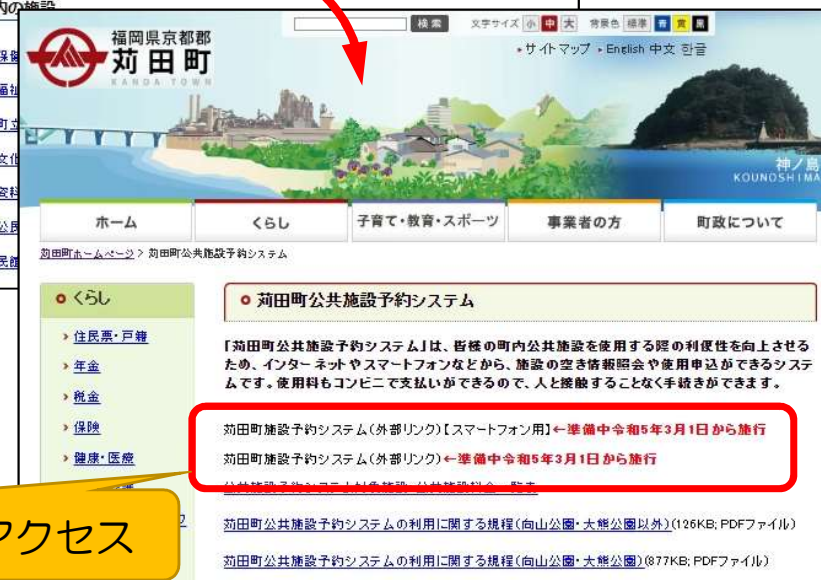 検索 文字サイズ 小 中 大 背景色 標準 青 黄 黒
福岡県京都郡
苅田町
KANDA TOWN
サイトマップ English 中文 한글
神ノ島
KOUNOSHIMA
ホーム くらし 子育て・教育・スポーツ 事業者の方 町政について
苅田町ホームページ > 苅田町公共施設予約システム
くらし
苅田町公共施設予約システム
住民票・戸籍
年金
税金
保険
健康・医療
「苅田町公共施設予約システム」は、皆様の町内公共施設を使用する際の利便性を向上させる
ため、インターネットやスマートフォンなどから、施設の空き情報照会や使用申込ができるシステ
ムです。使用料もコンビニで支払いができるので、人と接触することなく手続きができます。
苅田町施設予約システム(外部リンク)【スマートフォン用】←準備中令和5年3月1日から施行
苅田町施設予約システム(外部リンク)←準備中令和5年3月1日から施行
苅田町公共施設予約システムの利用に関する規程(向山公園・大熊公園以外)(126KB; PDFファイル)
苅田町公共施設予約システムの利用に関する規程(向山公園・大熊公園)(877KB; PDFファイル)
アクセス